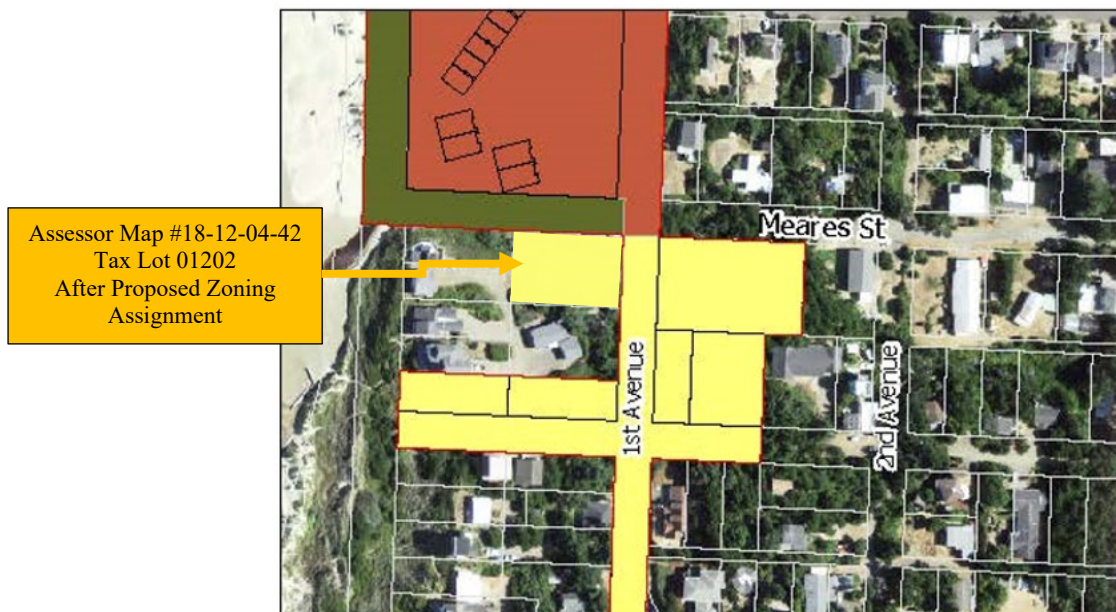 Assessor Map #18-12-04-42
Tax Lot 01202
After Proposed Zoning
Assignment
Meares St
1st Avenue
2nd Avenue